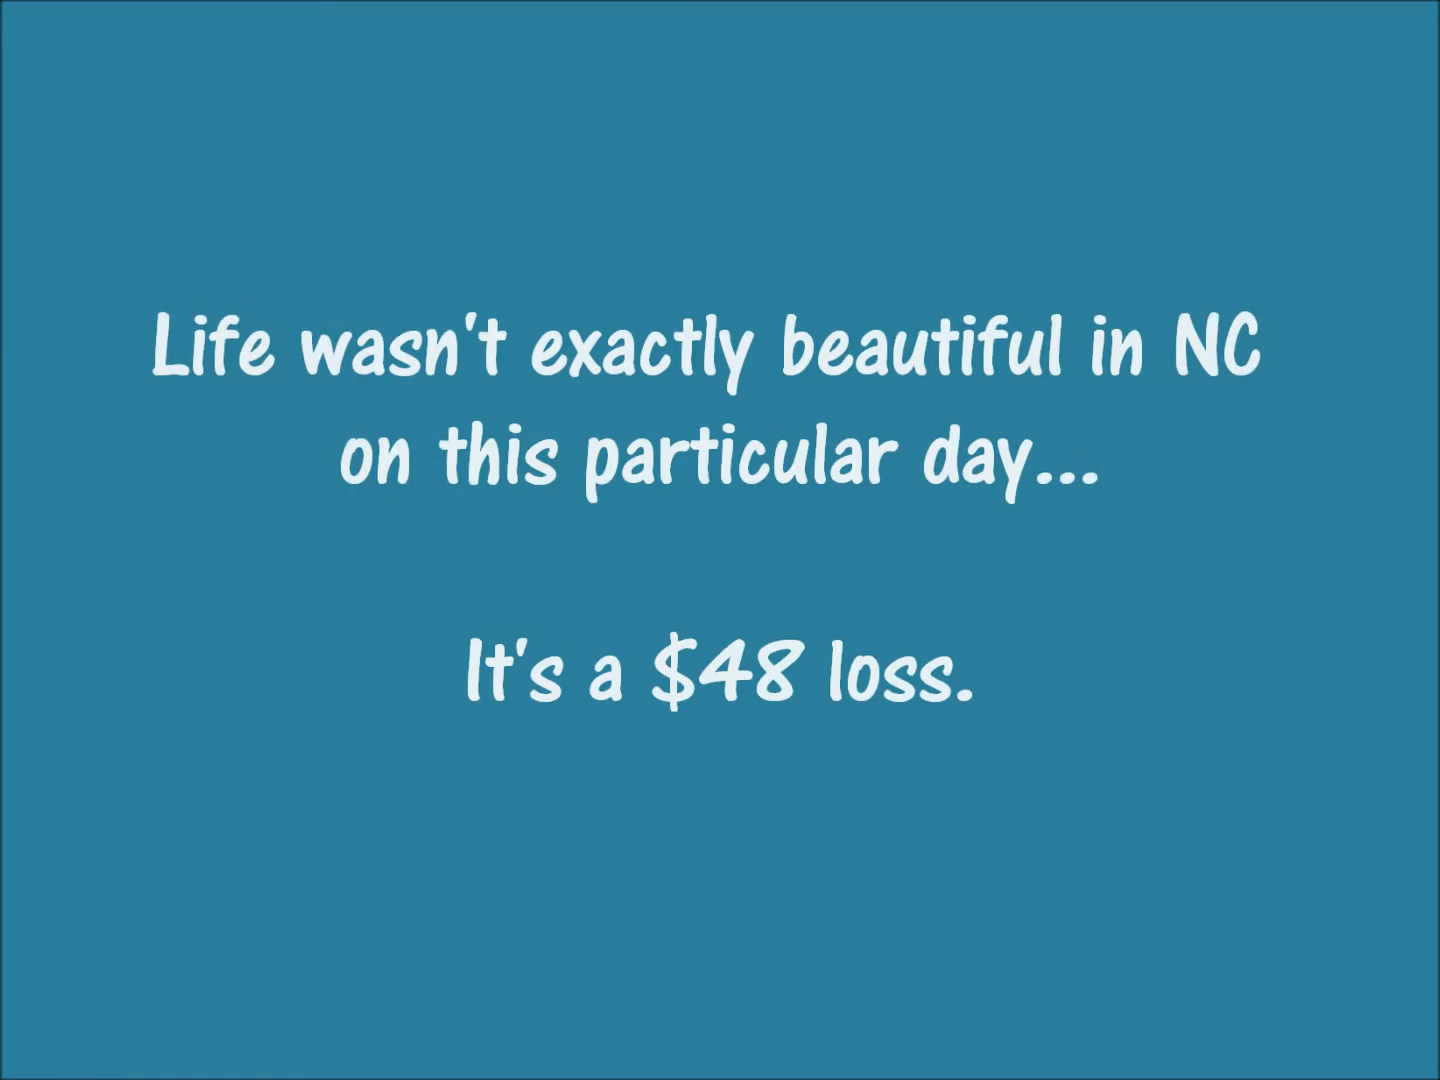 Life wasn't exactly beautiful in NC
on this particular day...
It's a $48 loss.